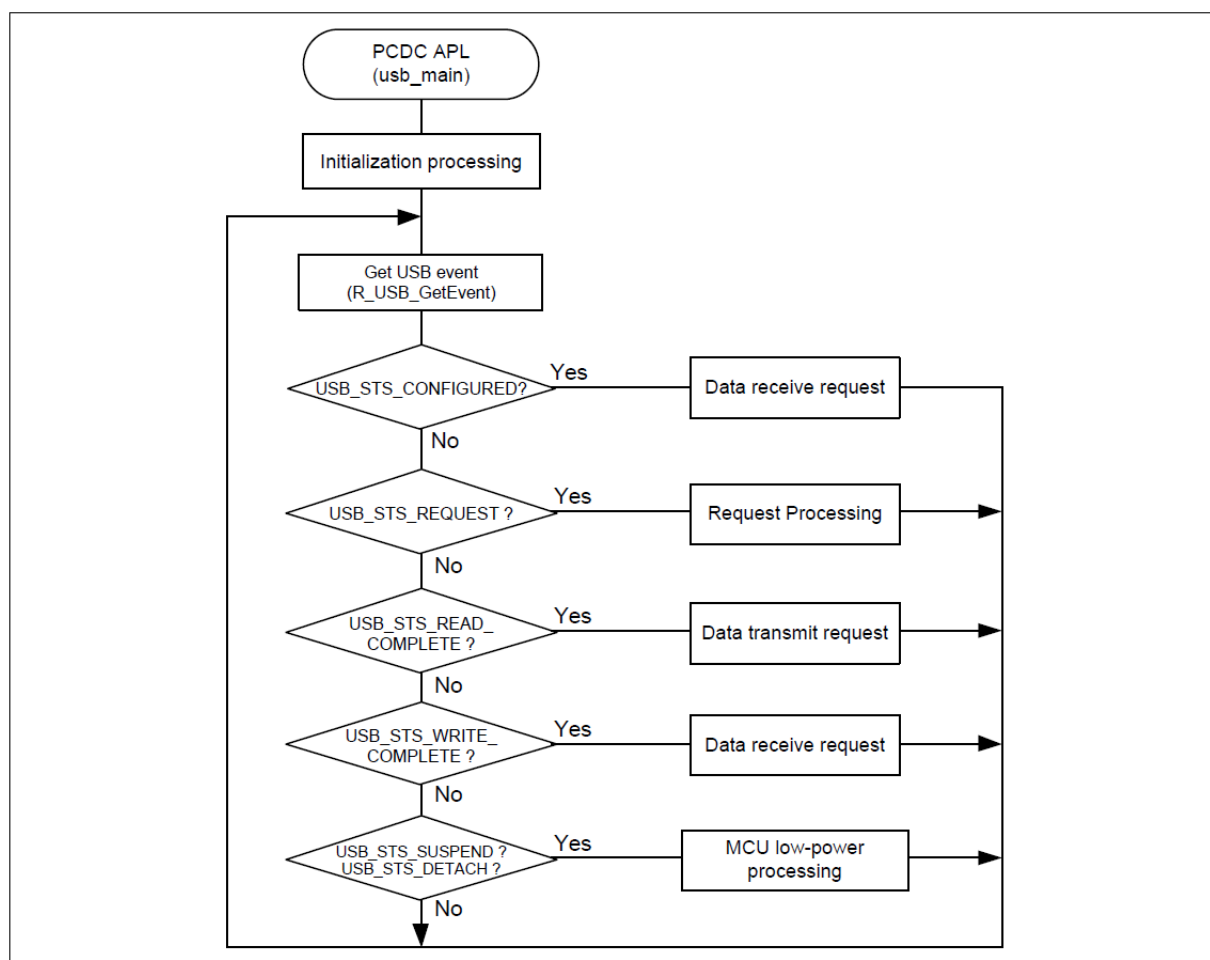 PCDC APL
(usb_main)
Initialization processing
Get USB event
(R_USB_GetEvent)
USB_STS_CONFIGURED?
Yes
Data receive request
No
USB_STS_REQUEST ?
Yes
Request Processing
No
USB_STS_READ_
COMPLETE ?
Yes
Data transmit request
No
USB_STS_WRITE_
COMPLETE ?
Yes
Data receive request
No
USB_STS_SUSPEND ?
USB_STS_DETACH ?
Yes
MCU low-power
processing
No